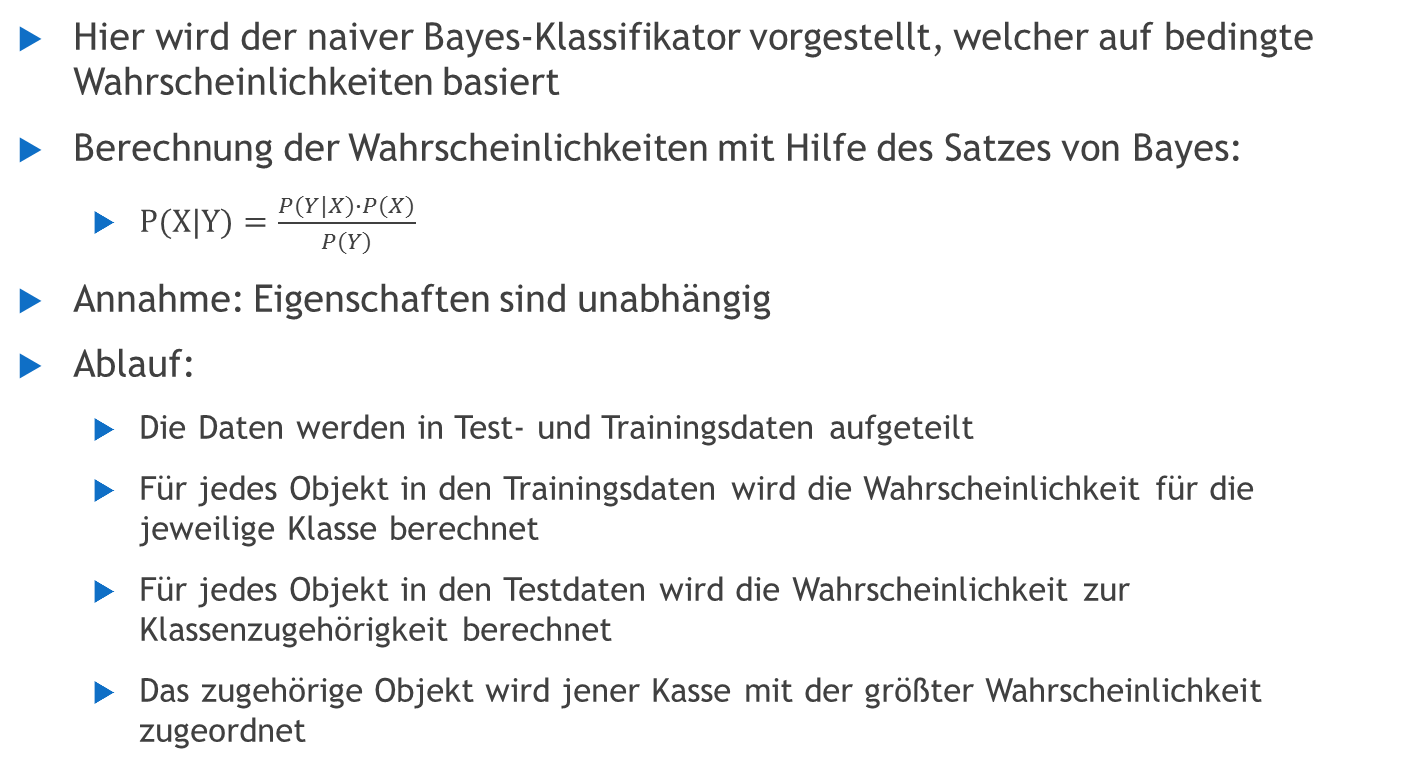 Hier wird der naiver Bayes-Klassifikator vorgestellt, welcher auf bedingte
Wahrscheinlichkeiten basiert
Berechnung der Wahrscheinlichkeiten mit Hilfe des Satzes von Bayes:
P(X|Y) = P(Y|X)·P(X) / P(Y)
Annahme: Eigenschaften sind unabhängig
Ablauf:
Die Daten werden in Test- und Trainingsdaten aufgeteilt
Für jedes Objekt in den Trainingsdaten wird die Wahrscheinlichkeit für die
jeweilige Klasse berechnet
Für jedes Objekt in den Testdaten wird die Wahrscheinlichkeit zur
Klassenzugehörigkeit berechnet
Das zugehörige Objekt wird jener Kasse mit der größter Wahrscheinlichkeit
zugeordnet